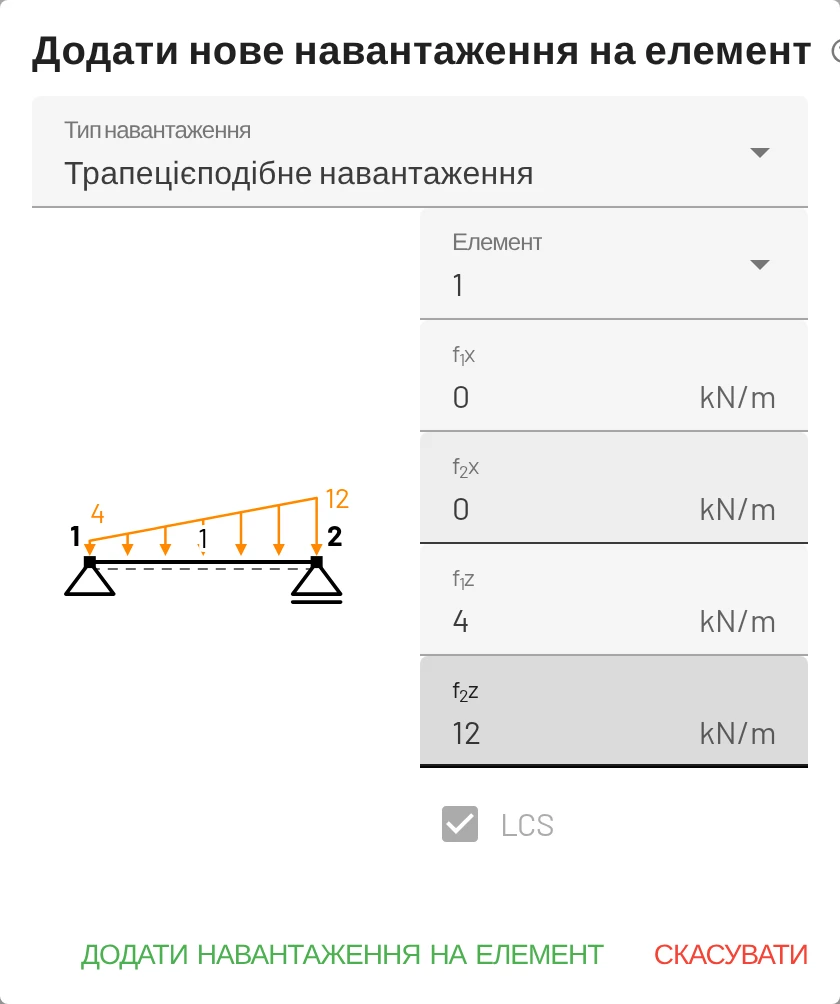 Додати нове навантаження на елемент
Тип навантаження
Трапецієподібне навантаження
Елемент
1
f₁x
0 kN/m
f₂x
0 kN/m
4
12
1
1
2
f₁z
4 kN/m
f₂z
12 kN/m
LCS
ДОДАТИ НАВАНТАЖЕННЯ НА ЕЛЕМЕНТ
СКАСУВАТИ